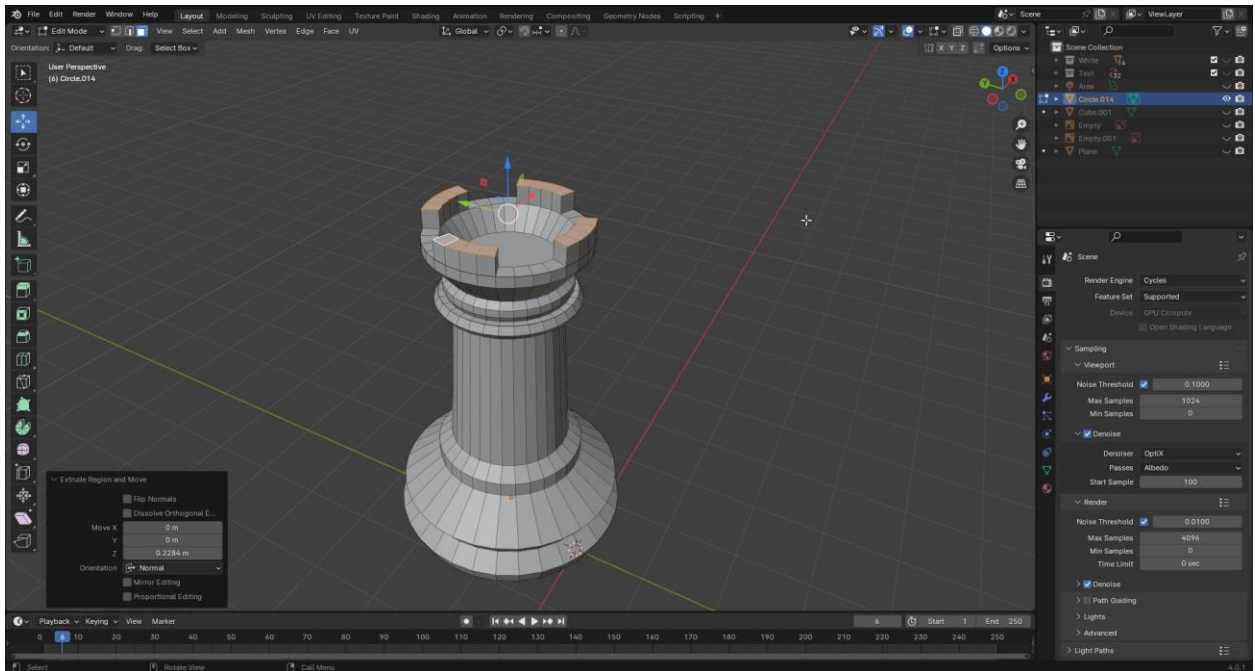 File Edit Render Window Help Layout Modeling Sculpting UV Editing Texture Paint Shading Animation Rendering Compositing Geometry Nodes Scripting + Scene ViewLayer
Edit Mode View Select Add Mesh Vertex Edge Face UV Global
Orientation: Default Drag: Select Box X Y Z Options
User Perspective
(6) Circle.014
Z
Y
X
Scene Collection
White 14
Text 32
Area
Circle.014
Cube.001
Empty
Empty.001
Plane
Scene
Render Engine Cycles
Feature Set Supported
Device GPU Compute
Open Shading Language
Sampling
Viewport
Noise Threshold 0.1000
Max Samples 1024
Min Samples 0
Denoise
Denoiser OptiX
Passes Albedo
Start Sample 100
Render
Noise Threshold 0.0100
Max Samples 4096
Min Samples 0
Time Limit 0 sec
Denoise
Path Guiding
Lights
Advanced
Light Paths
Extrude Region and Move
Flip Normals
Dissolve Orthogonal E...
Move X 0 m
Y 0 m
Z 0.2284 m
Orientation Normal
Mirror Editing
Proportional Editing
Playback Keying View Marker 6 Start 1 End 250
0 6 10 20 30 40 50 60 70 80 90 100 110 120 130 140 150 160 170 180 190 200 210 220 230 240 250
Select Rotate View Call Menu 4.0.1